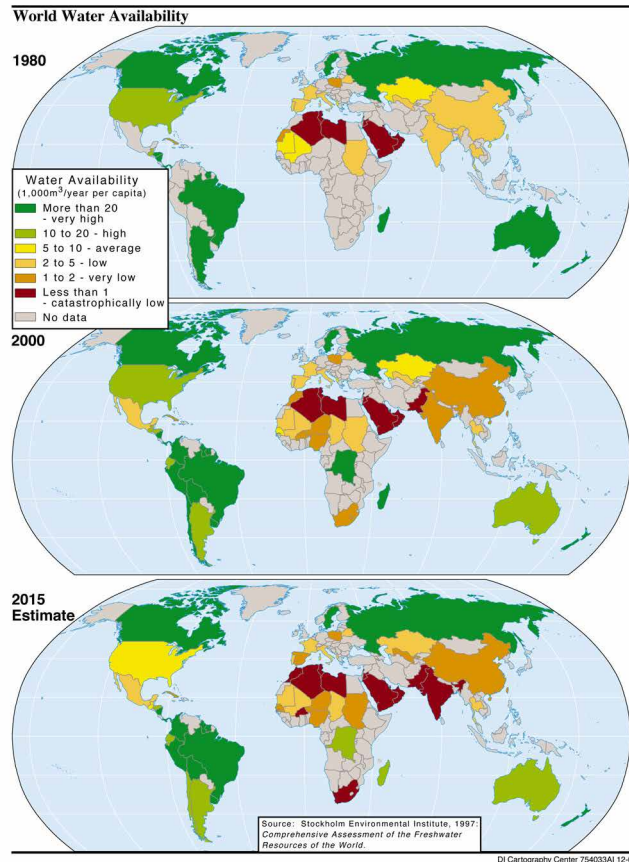 World Water Availability
1980
Water Availability
(1,000m³/year per capita)
More than 20
- very high
10 to 20 - high
5 to 10 - average
2 to 5 - low
1 to 2 - very low
Less than 1
- catastrophically low
No data
2000
2015
Estimate
Source: Stockholm Environmental Institute, 1997:
Comprehensive Assessment of the Freshwater
Resources of the World.
DI Cartography Center 754033AI 12-